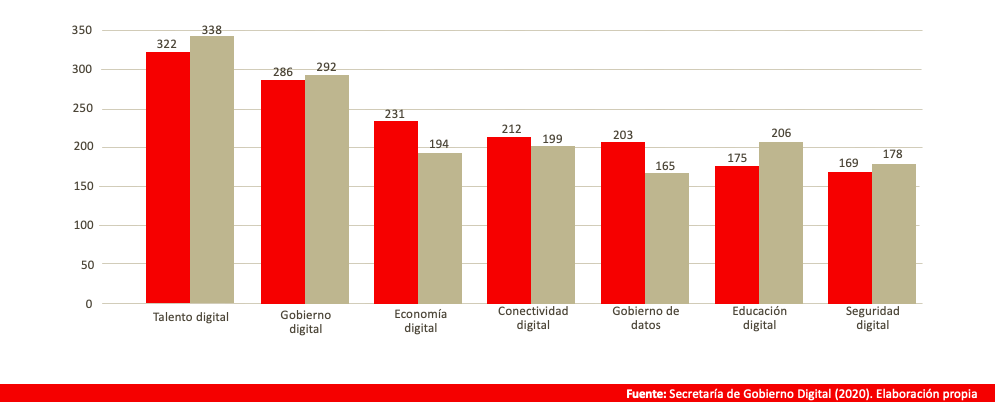 350
300
250
200
150
100
50
0
322
338
286
292
231
194
212
199
203
165
175
206
169
178
Talento digital
Gobierno
digital
Economía
digital
Conectividad
digital
Gobierno de
datos
Educación
digital
Seguridad
digital
Fuente: Secretaría de Gobierno Digital (2020). Elaboración propia